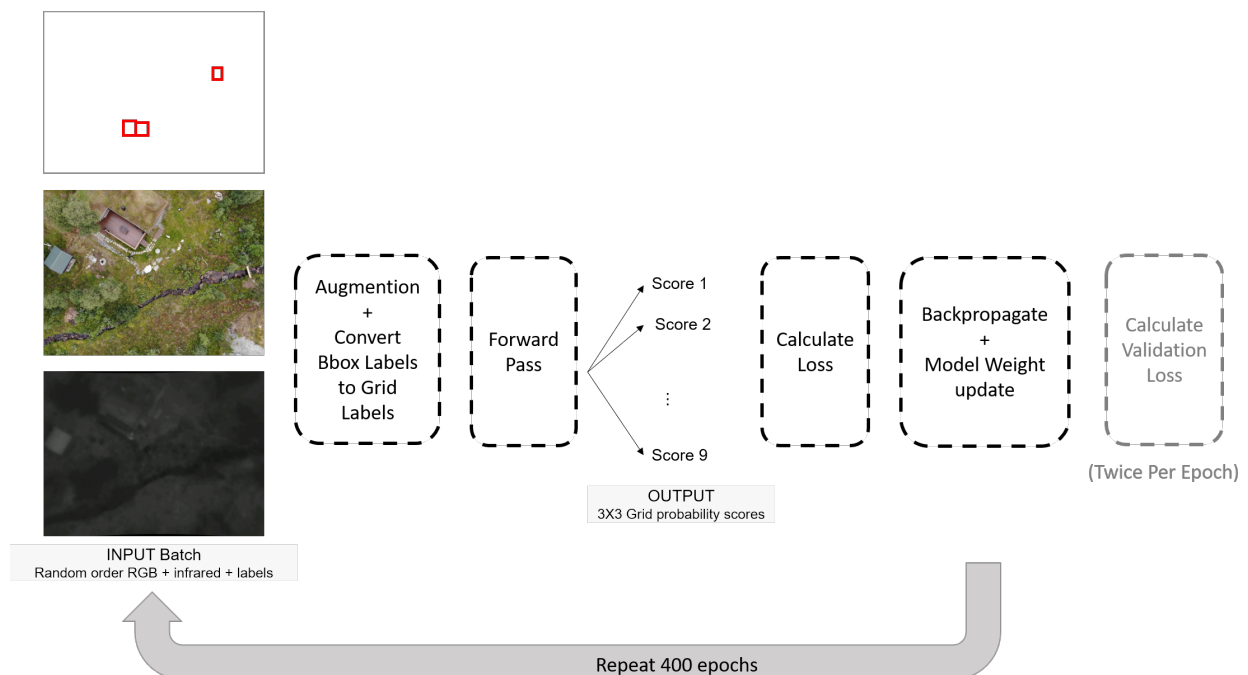 Augmention
+
Convert
Bbox Labels
to Grid
Labels
Forward
Pass
Score 1
Score 2
⋮
Score 9
OUTPUT
3X3 Grid probability scores
Calculate
Loss
Backpropagate
+
Model Weight
update
Calculate
Validation
Loss
(Twice Per Epoch)
INPUT Batch
Random order RGB + infrared + labels
Repeat 400 epochs